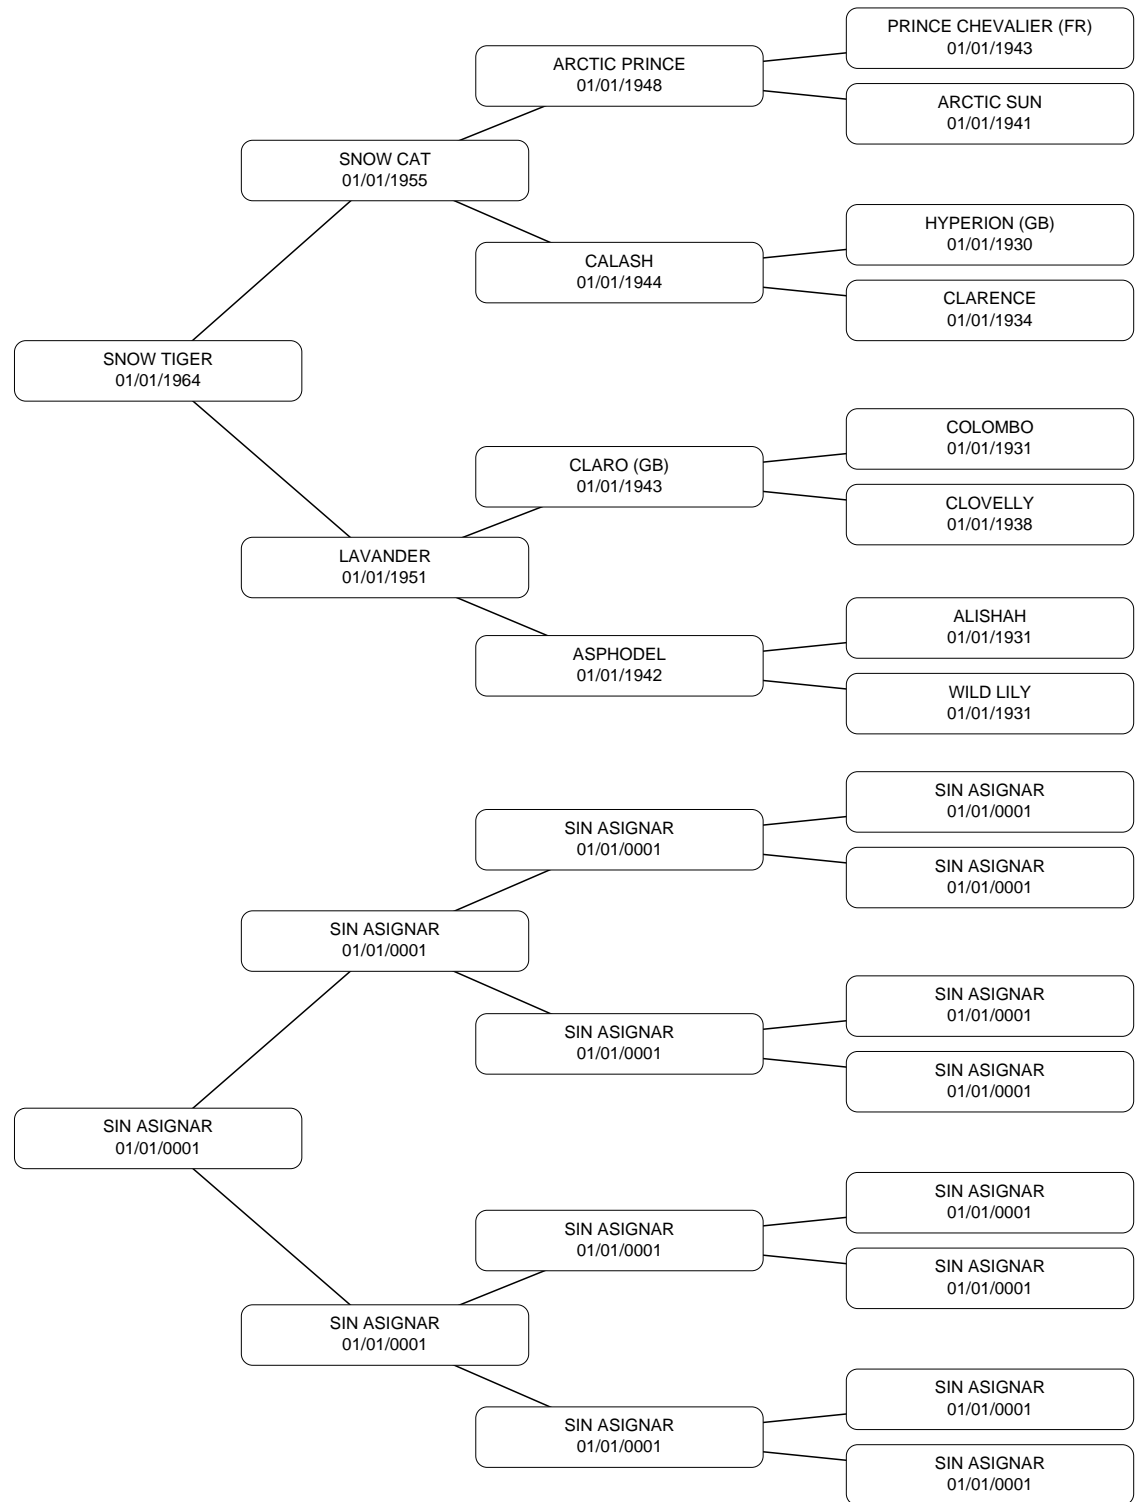 PRINCE CHEVALIER (FR)
01/01/1943
ARCTIC PRINCE
01/01/1948
ARCTIC SUN
01/01/1941
SNOW CAT
01/01/1955
HYPERION (GB)
01/01/1930
CALASH
01/01/1944
CLARENCE
01/01/1934
SNOW TIGER
01/01/1964
COLOMBO
01/01/1931
CLARO (GB)
01/01/1943
CLOVELLY
01/01/1938
LAVANDER
01/01/1951
ALISHAH
01/01/1931
ASPHODEL
01/01/1942
WILD LILY
01/01/1931
SIN ASIGNAR
01/01/0001
SIN ASIGNAR
01/01/0001
SIN ASIGNAR
01/01/0001
SIN ASIGNAR
01/01/0001
SIN ASIGNAR
01/01/0001
SIN ASIGNAR
01/01/0001
SIN ASIGNAR
01/01/0001
SIN ASIGNAR
01/01/0001
SIN ASIGNAR
01/01/0001
SIN ASIGNAR
01/01/0001
SIN ASIGNAR
01/01/0001
SIN ASIGNAR
01/01/0001
SIN ASIGNAR
01/01/0001
SIN ASIGNAR
01/01/0001
SIN ASIGNAR
01/01/0001